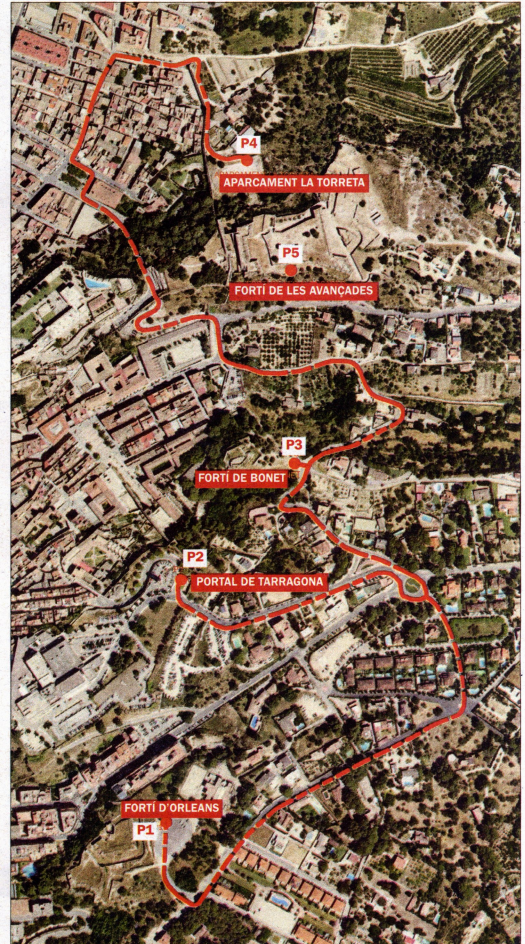 P4
APARCAMENT LA TORRETA
P5
FORTÍ DE LES AVANÇADES
P3
FORTÍ DE BONET
P2
PORTAL DE TARRAGONA
FORTÍ D'ORLEANS
P1